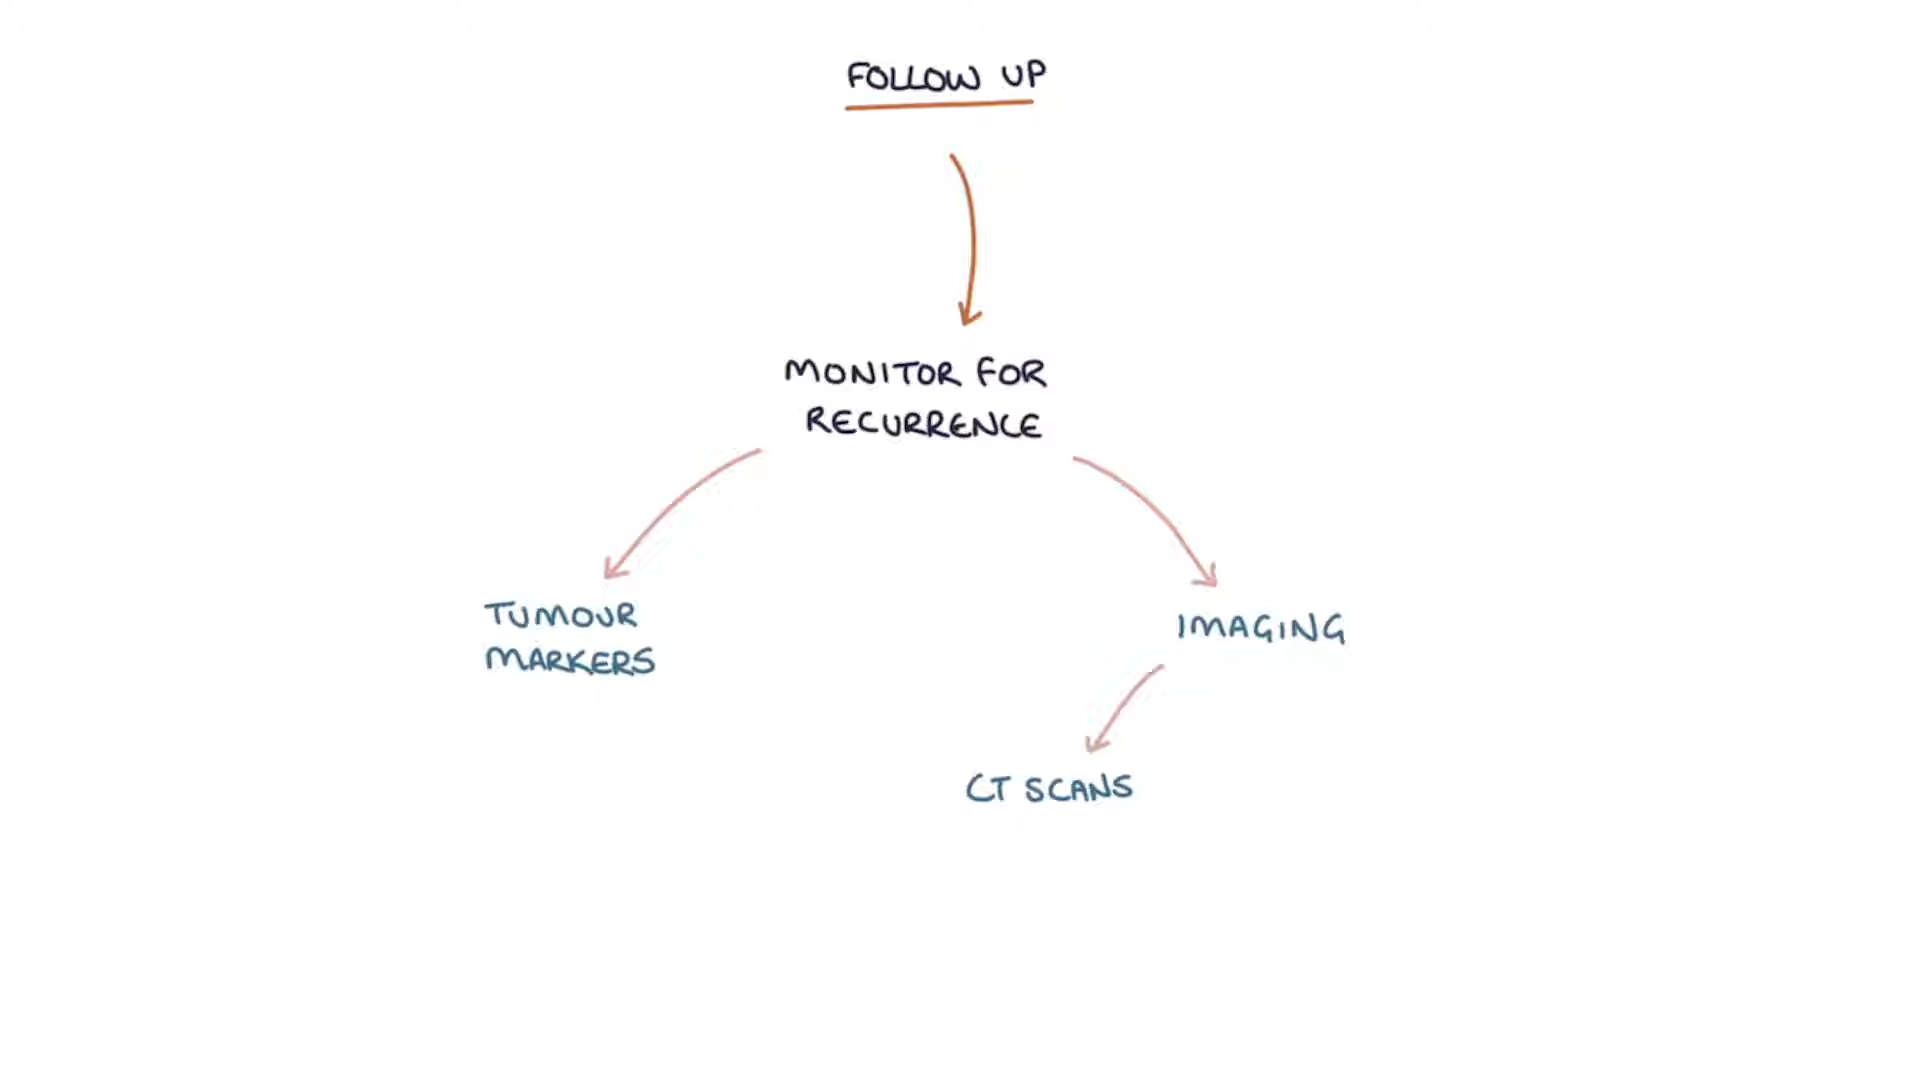 FOLLOW UP
MONITOR FOR
RECURRENCE
TUMOUR
MARKERS
IMAGING
CT SCANS